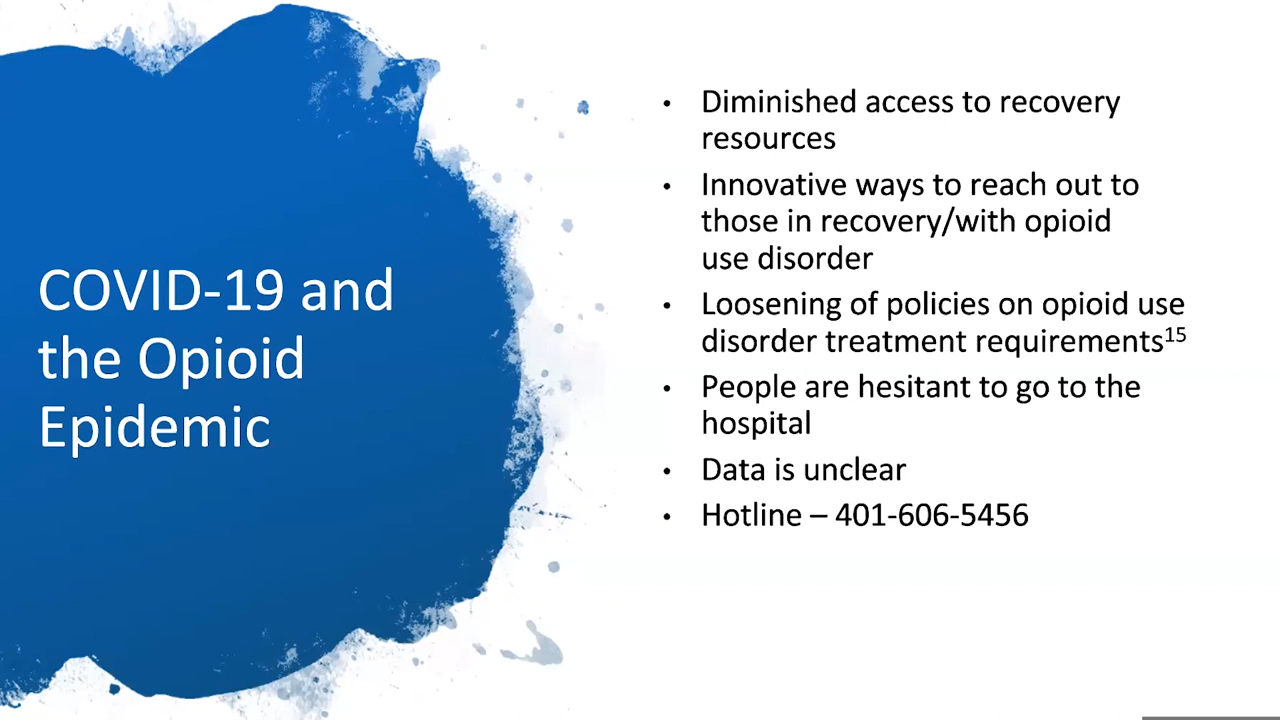 COVID-19 and
the Opioid
Epidemic
• Diminished access to recovery
resources
• Innovative ways to reach out to
those in recovery/with opioid
use disorder
• Loosening of policies on opioid use
disorder treatment requirements¹⁵
• People are hesitant to go to the
hospital
• Data is unclear
• Hotline – 401-606-5456